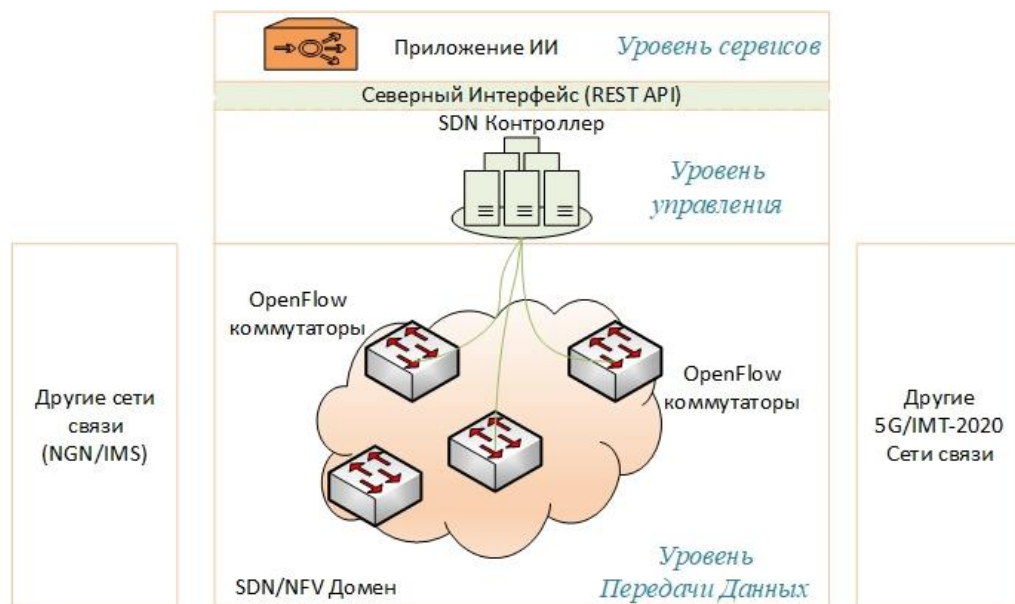 Приложение ИИ
Уровень сервисов
Северный Интерфейс (REST API)
SDN Контроллер
Уровень
управления
OpenFlow
коммутаторы
OpenFlow
коммутаторы
Другие сети
связи
(NGN/IMS)
Другие
5G/IMT-2020
Сети связи
SDN/NFV Домен
Уровень
Передачи Данных